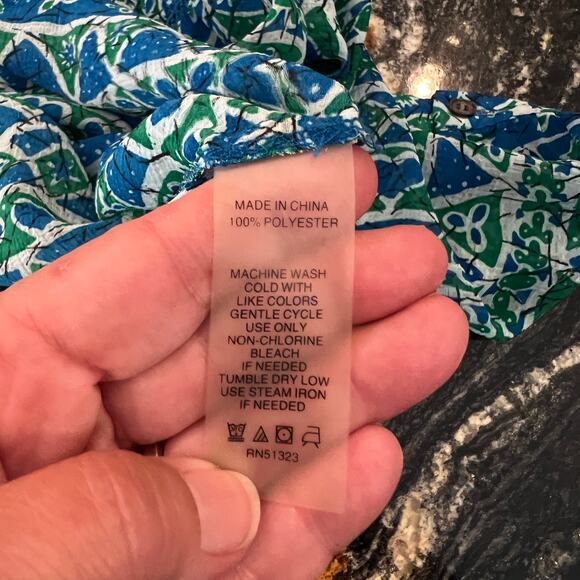 MADE IN CHINA
100% POLYESTER
MACHINE WASH
COLD WITH
LIKE COLORS
GENTLE CYCLE
USE ONLY
NON-CHLORINE
BLEACH
IF NEEDED
TUMBLE DRY LOW
USE STEAM IRON
IF NEEDED
RN51323